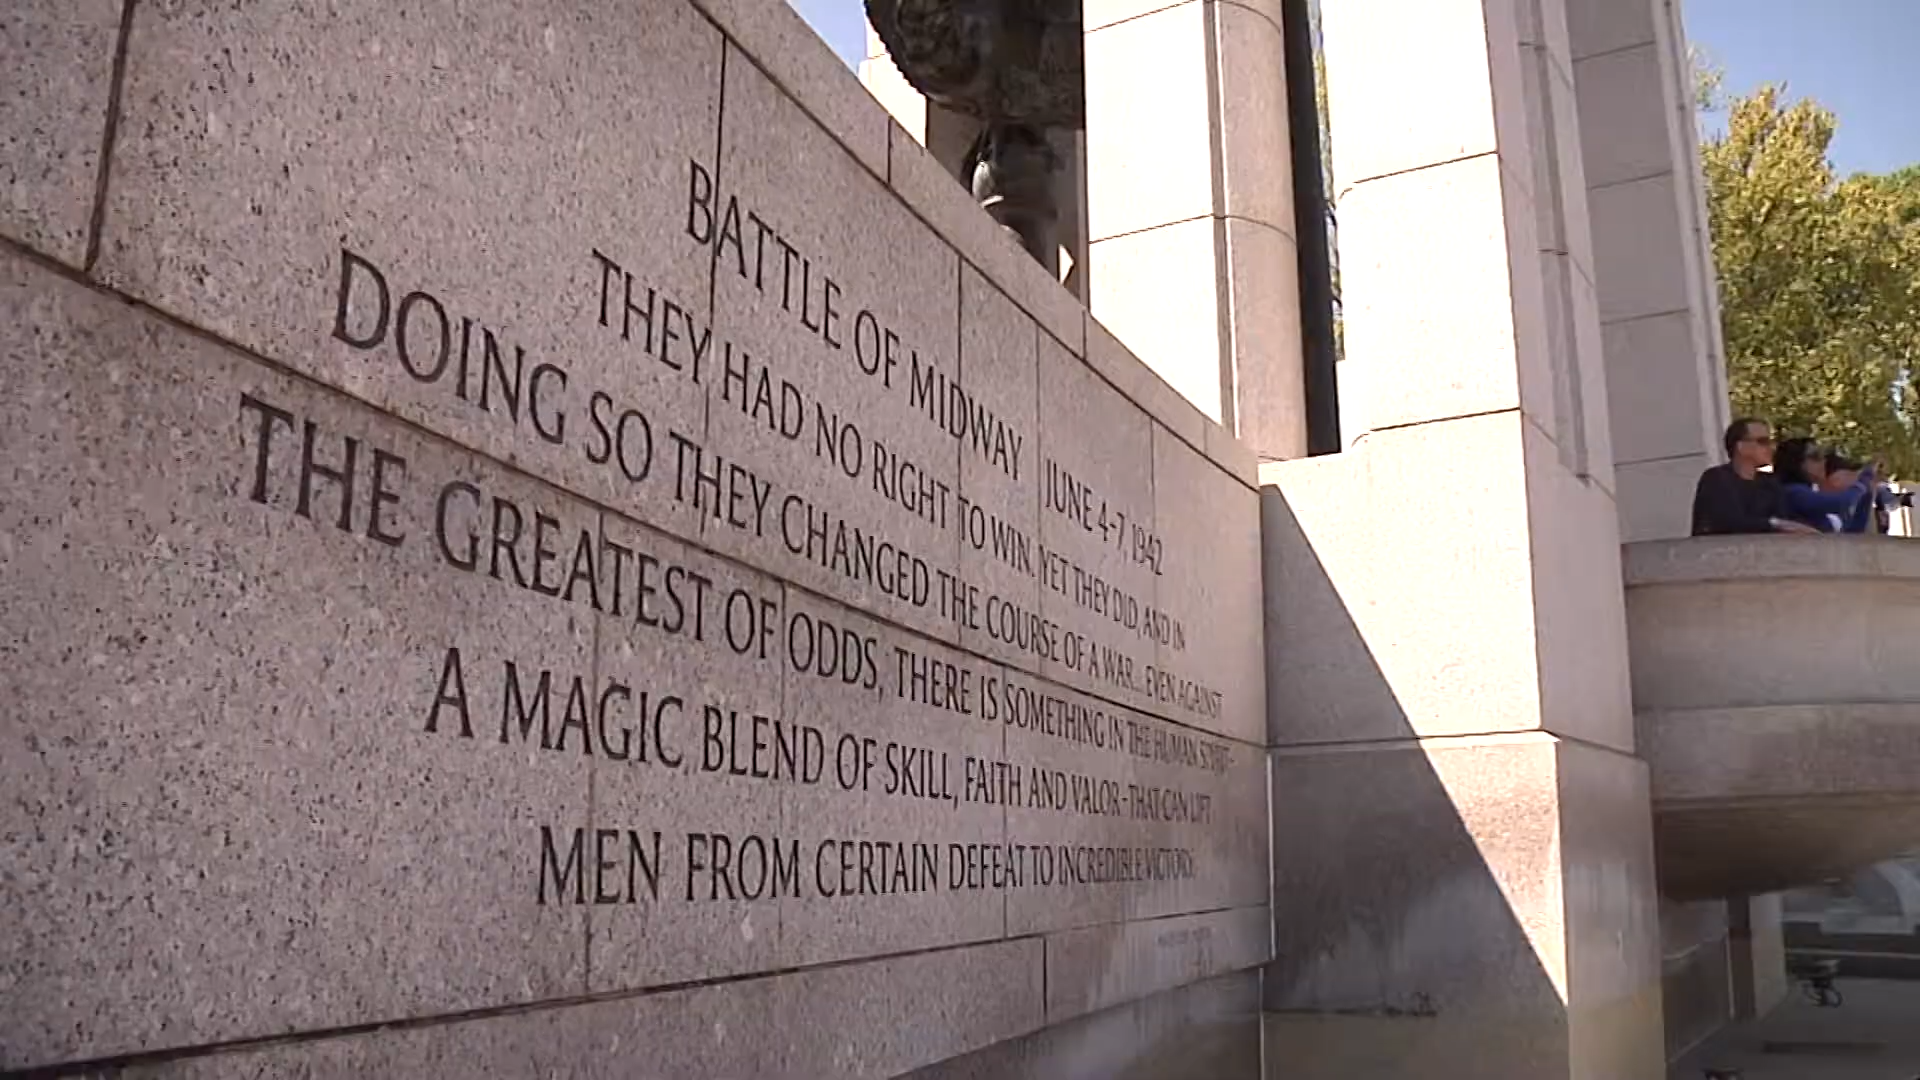 BATTLE OF MIDWAY JUNE 4-7, 1942
THEY HAD NO RIGHT TO WIN. YET THEY DID, AND IN
DOING SO THEY CHANGED THE COURSE OF A WAR... EVEN AGAINST
THE GREATEST OF ODDS, THERE IS SOMETHING IN THE HUMAN SPIRIT-
A MAGIC BLEND OF SKILL, FAITH AND VALOR-THAT CAN LIFT
MEN FROM CERTAIN DEFEAT TO INCREDIBLE VICTORY.